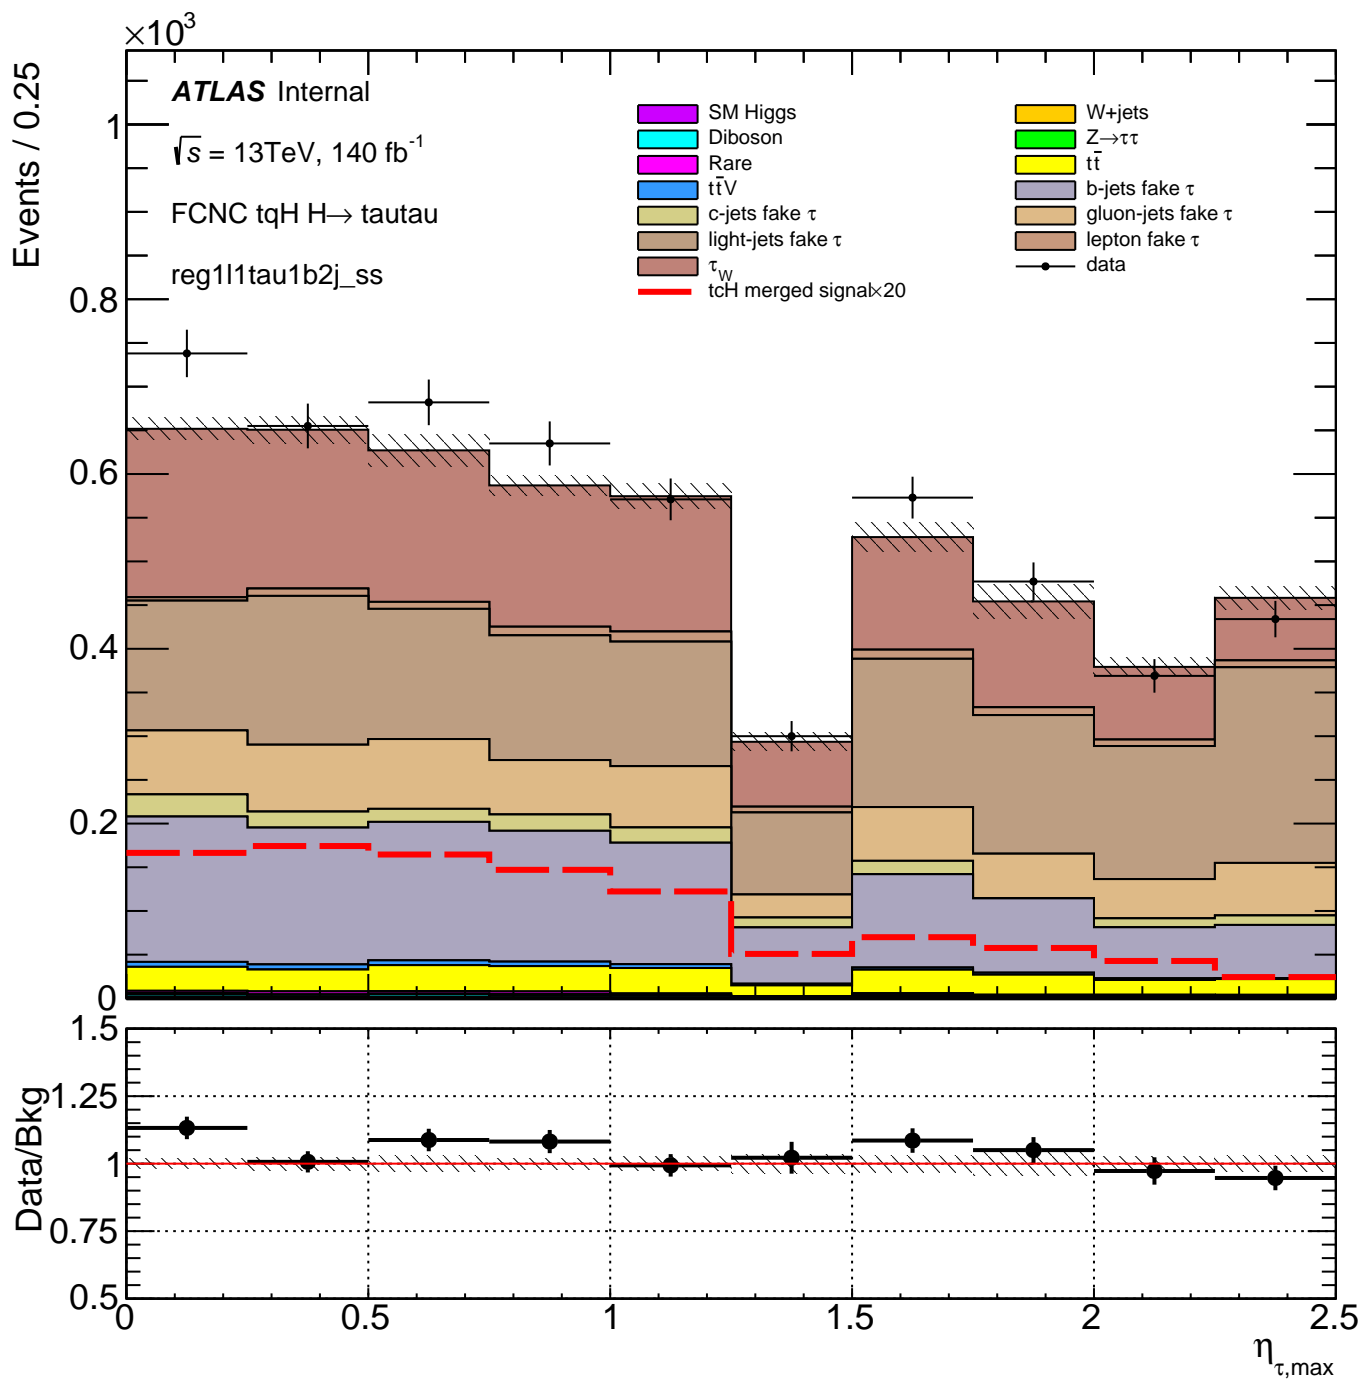 ×10³
Events / 0.25
ATLAS Internal
√s = 13TeV, 140 fb⁻¹
FCNC tqH H→ tautau
reg1l1tau1b2j_ss
SM Higgs
Diboson
Rare
tt̄V
c-jets fake τ
light-jets fake τ
τ_W
tcH merged signal×20
W+jets
Z→ττ
tt̄
b-jets fake τ
gluon-jets fake τ
lepton fake τ
data
1
0.8
0.6
0.4
0.2
0
Data/Bkg
1.5
1.25
1
0.75
0.5
0 0.5 1 1.5 2 2.5
η_τ,max